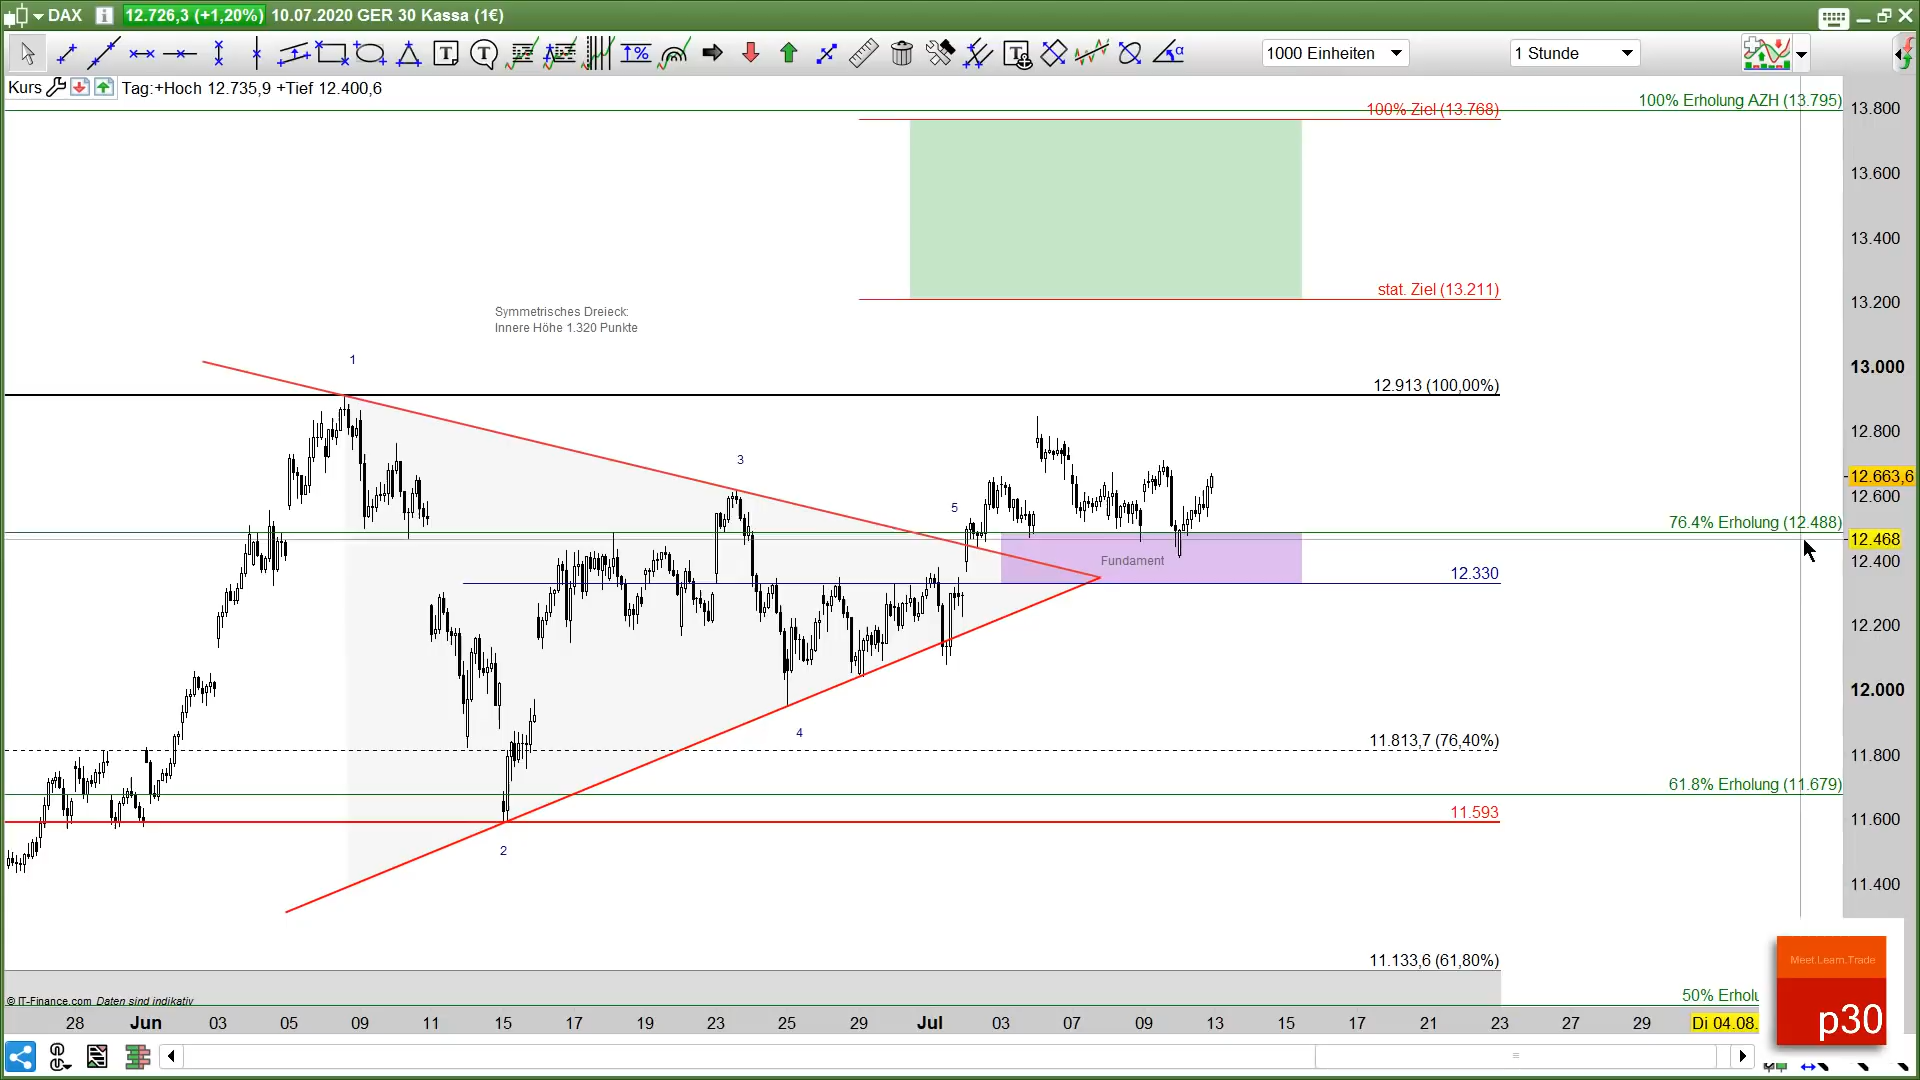 DAX 12.726,3 (+1,20%) 10.07.2020 GER 30 Kassa (1€)
1000 Einheiten
1 Stunde
Kurs Tag:+Hoch 12.735,9 +Tief 12.400,6
100% Erholung AZH (13.795)
13.800
100% Ziel (13.768)
13.600
13.400
stat. Ziel (13.211)
13.200
Symmetrisches Dreieck:
Innere Höhe 1.320 Punkte
1
13.000
12.913 (100,00%)
12.800
3
12.663,6
12.600
5
76.4% Erholung (12.488)
12.468
Fundament
12.400
12.330
12.200
12.000
4
11.813,7 (76,40%)
11.800
61.8% Erholung (11.679)
11.593
11.600
2
11.400
11.133,6 (61,80%)
Meet.Learn.Trade
p30
50% Erholu
© IT-Finance.com Daten sind indikativ
28 Jun 03 05 09 11 15 17 19 23 25 29 Jul 03 07 09 13 15 17 21 23 27 29 Di 04.08.